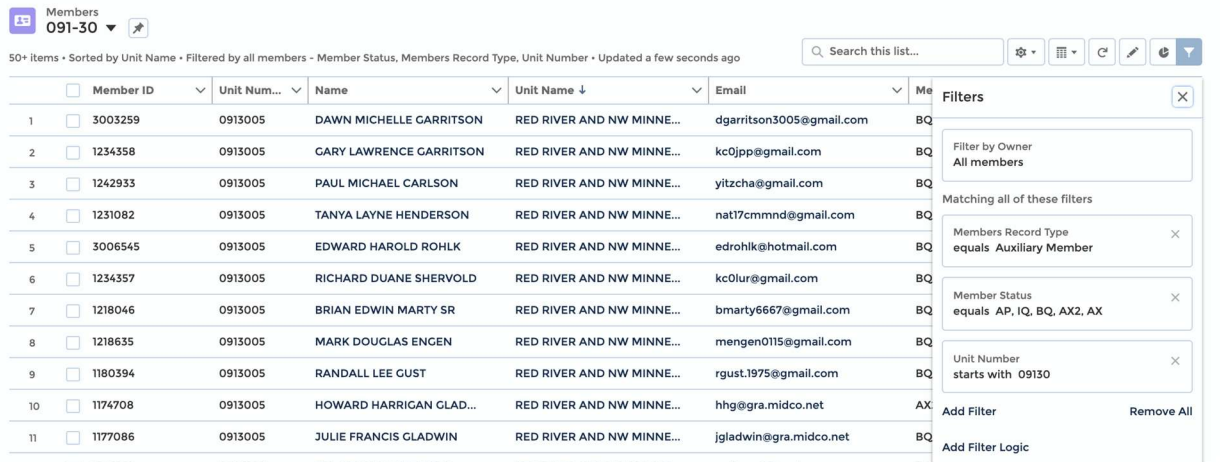 Members
091-30
50+ items • Sorted by Unit Name • Filtered by all members - Member Status, Members Record Type, Unit Number • Updated a few seconds ago
Search this list...
Member ID Unit Num... Name Unit Name Email Me
1 3003259 0913005 DAWN MICHELLE GARRITSON RED RIVER AND NW MINNE... dgarritson3005@gmail.com BQ
2 1234358 0913005 GARY LAWRENCE GARRITSON RED RIVER AND NW MINNE... kc0jpp@gmail.com BQ
3 1242933 0913005 PAUL MICHAEL CARLSON RED RIVER AND NW MINNE... yitzcha@gmail.com BQ
4 1231082 0913005 TANYA LAYNE HENDERSON RED RIVER AND NW MINNE... nat17cmmnd@gmail.com BQ
5 3006545 0913005 EDWARD HAROLD ROHLK RED RIVER AND NW MINNE... edrohlk@hotmail.com BQ
6 1234357 0913005 RICHARD DUANE SHERVOLD RED RIVER AND NW MINNE... kc0lur@gmail.com BQ
7 1218046 0913005 BRIAN EDWIN MARTY SR RED RIVER AND NW MINNE... bmarty6667@gmail.com BQ
8 1218635 0913005 MARK DOUGLAS ENGEN RED RIVER AND NW MINNE... mengen0115@gmail.com BQ
9 1180394 0913005 RANDALL LEE GUST RED RIVER AND NW MINNE... rgust.1975@gmail.com BQ
10 1174708 0913005 HOWARD HARRIGAN GLAD... RED RIVER AND NW MINNE... hhg@gra.midco.net AX
11 1177086 0913005 JULIE FRANCIS GLADWIN RED RIVER AND NW MINNE... jgladwin@gra.midco.net BQ
Filters
Filter by Owner
All members
Matching all of these filters
Members Record Type
equals Auxiliary Member
Member Status
equals AP, IQ, BQ, AX2, AX
Unit Number
starts with 09130
Add Filter Remove All
Add Filter Logic